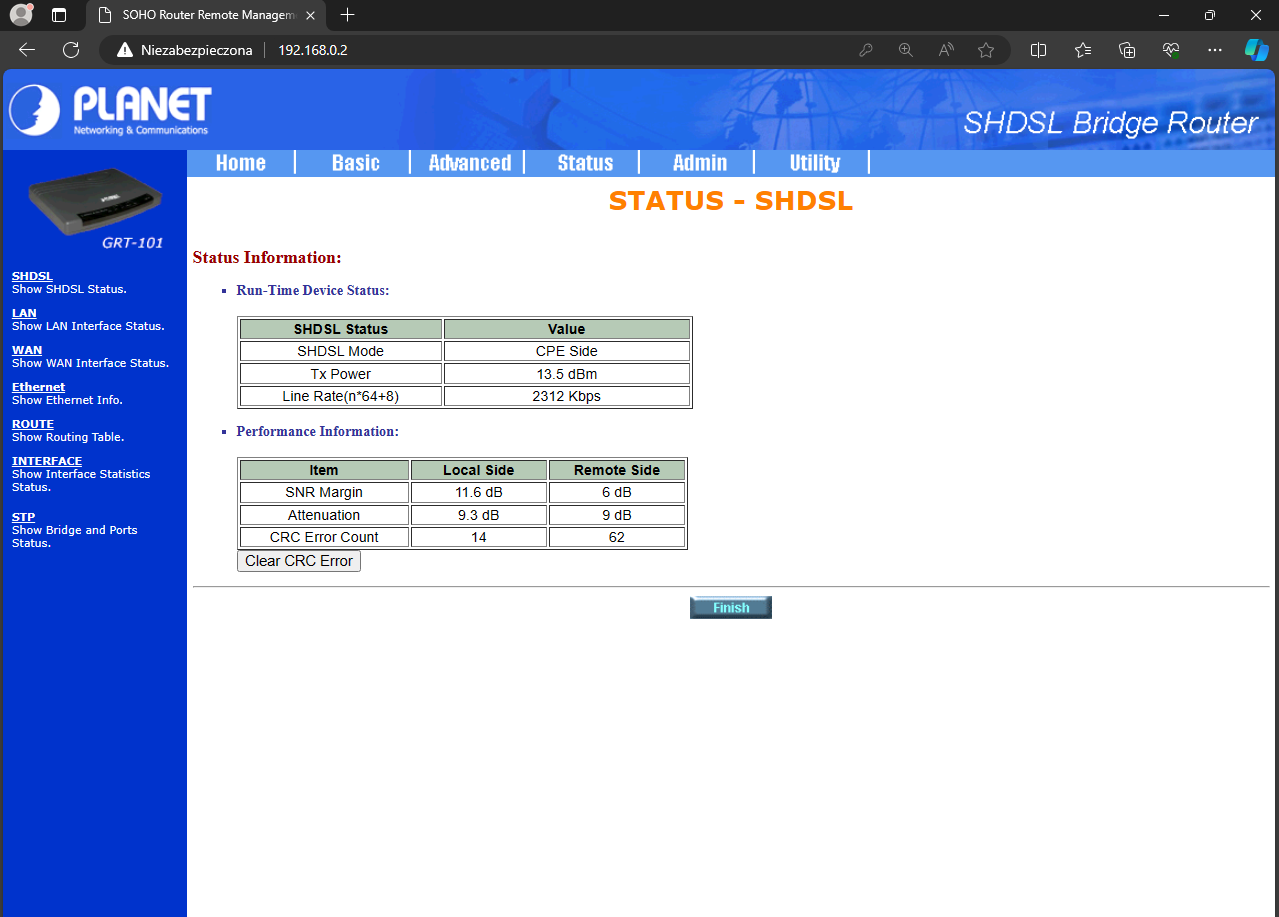 SOHO Router Remote Managem
Niezabezpieczona 192.168.0.2
PLANET
Networking & Communications
SHDSL Bridge Router
Home Basic Advanced Status Admin Utility
GRT-101
SHDSL
Show SHDSL Status.
LAN
Show LAN Interface Status.
WAN
Show WAN Interface Status.
Ethernet
Show Ethernet Info.
ROUTE
Show Routing Table.
INTERFACE
Show Interface Statistics
Status.
STP
Show Bridge and Ports
Status.
STATUS - SHDSL
Status Information:
Run-Time Device Status:
SHDSL Status Value
SHDSL Mode CPE Side
Tx Power 13.5 dBm
Line Rate(n*64+8) 2312 Kbps
Performance Information:
Item Local Side Remote Side
SNR Margin 11.6 dB 6 dB
Attenuation 9.3 dB 9 dB
CRC Error Count 14 62
Clear CRC Error
Finish